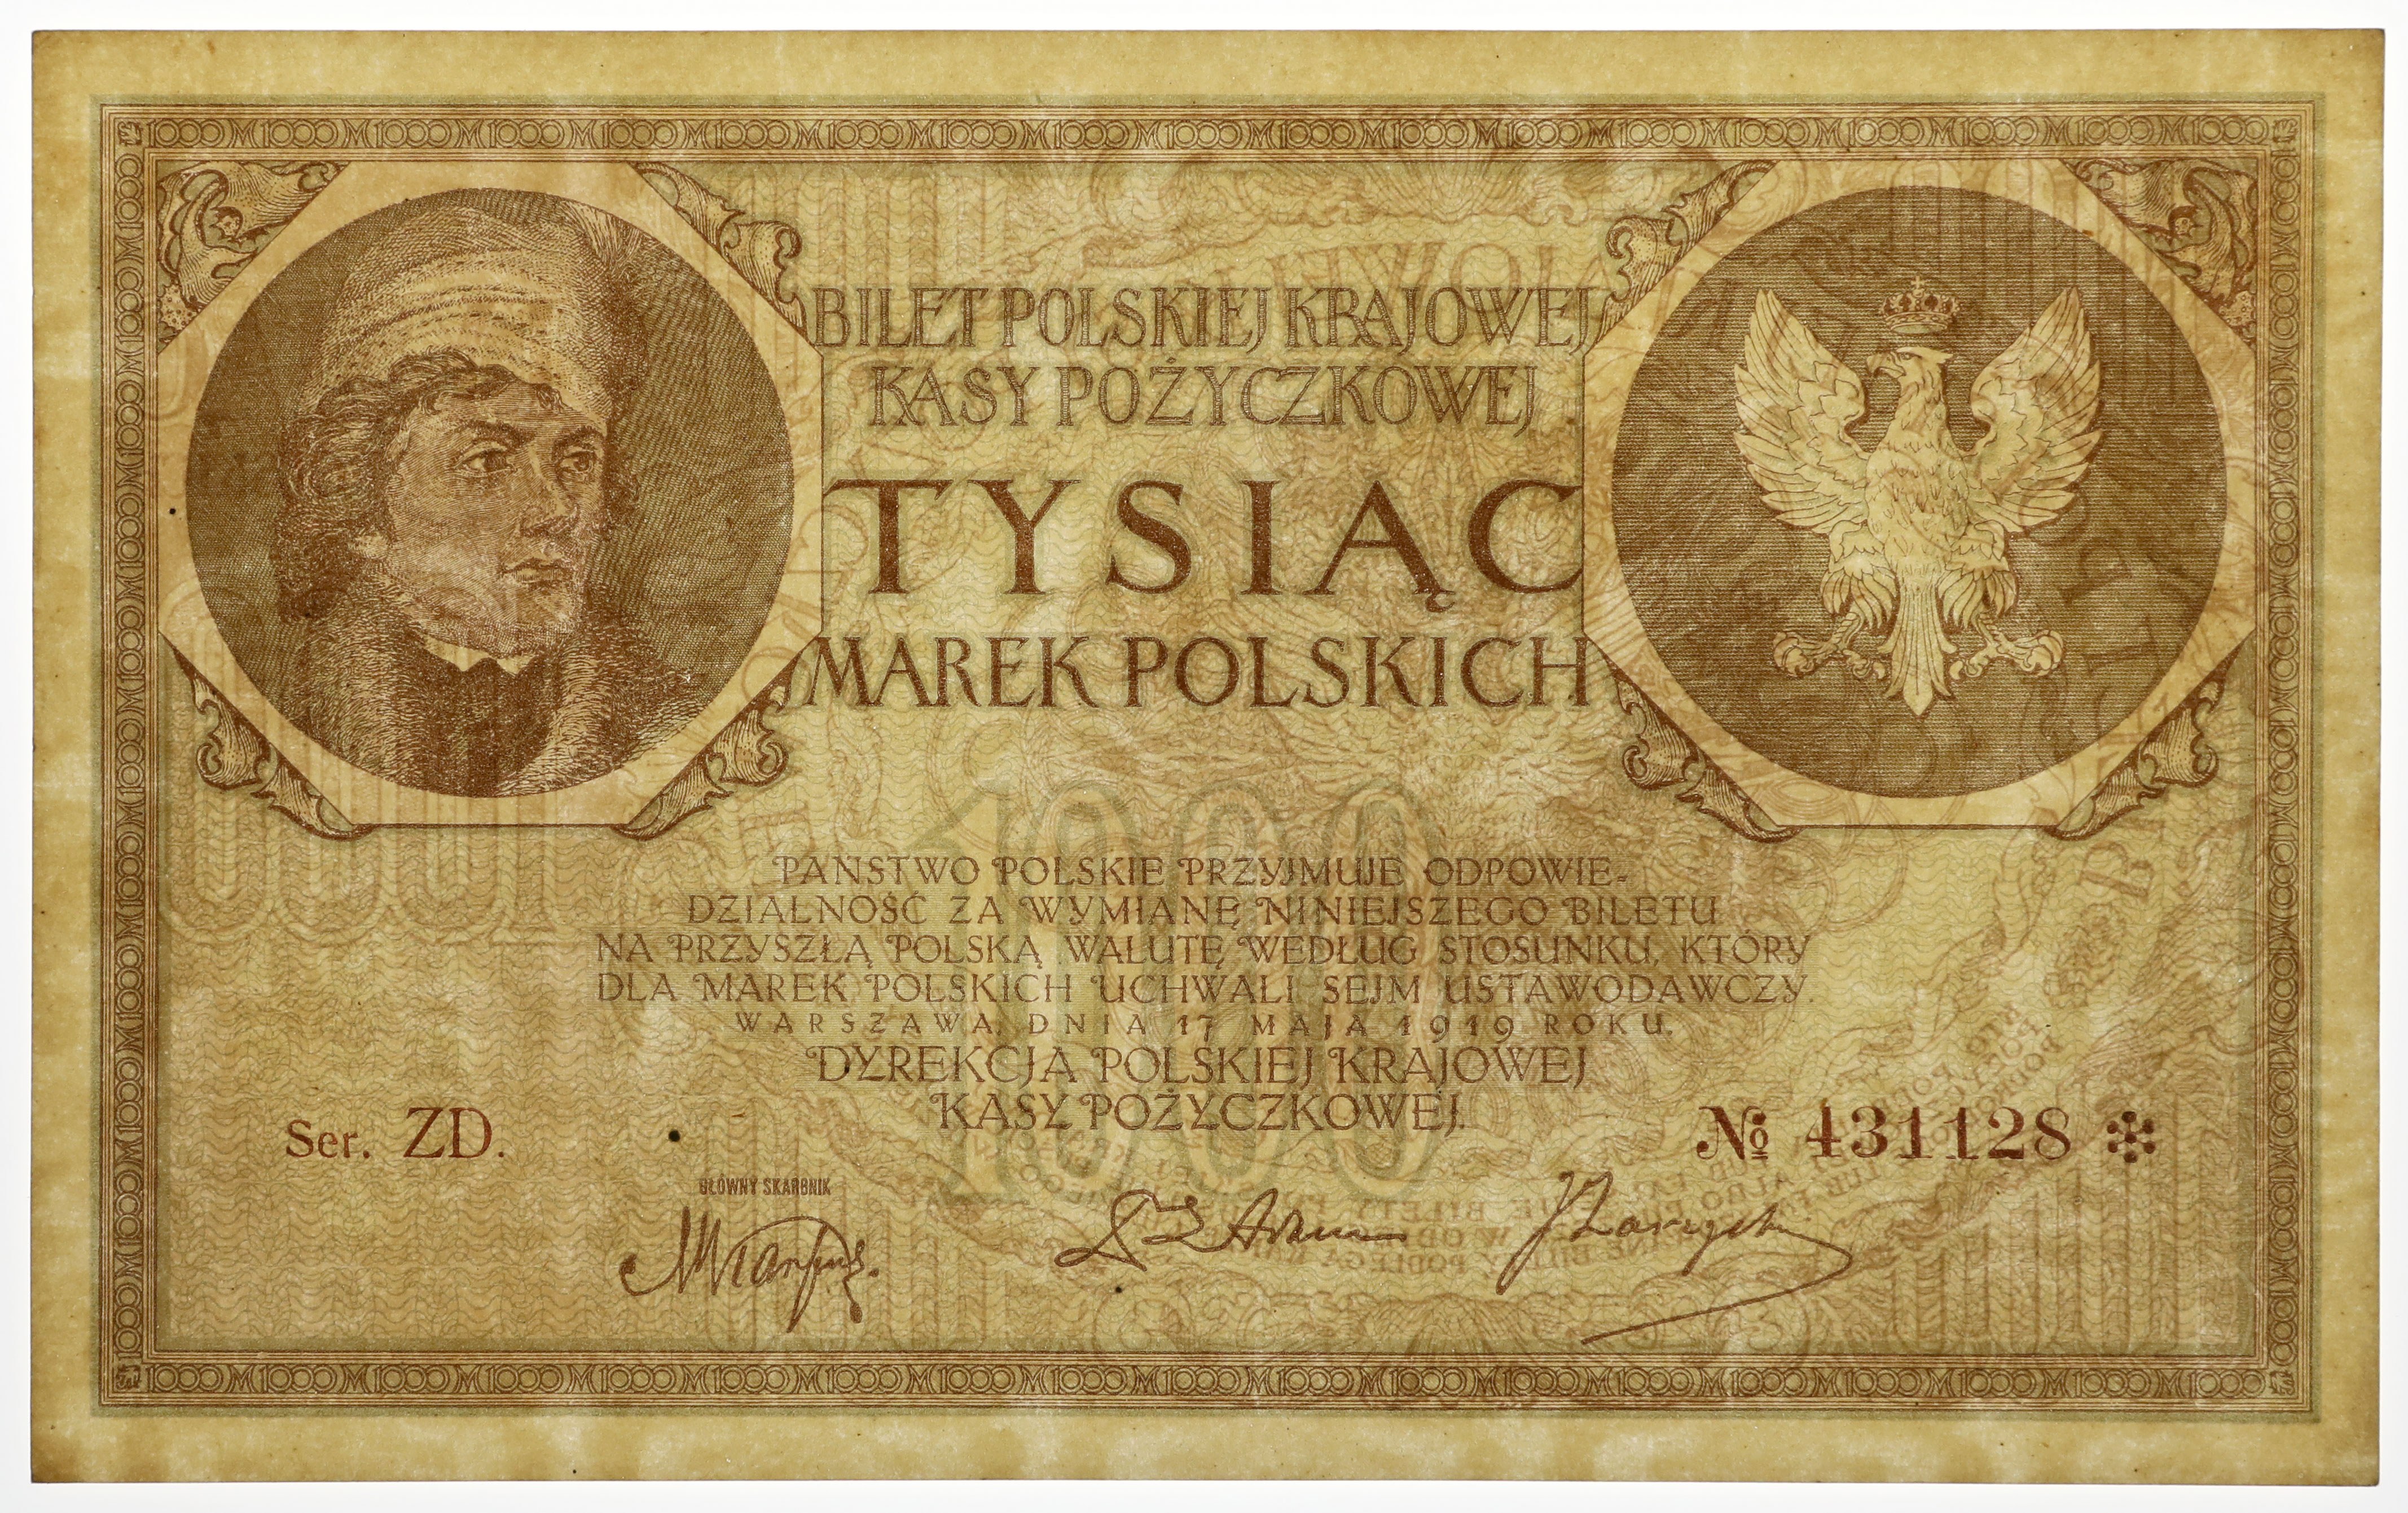 BILET POLSKIEJ KRAJOWEJ
KASY POŻYCZKOWEJ
TYSIĄC
MAREK POLSKICH
1000
PAŃSTWO POLSKIE PRZYJMUJE ODPOWIE-
DZIALNOŚĆ ZA WYMIANĘ NINIEJSZEGO BILETU
NA PRZYSZŁĄ POLSKĄ WALUTĘ WEDŁUG STOSUNKU, KTÓRY
DLA MAREK POLSKICH UCHWALI SEJM USTAWODAWCZY.
WARSZAWA, DNIA 17 MAJA 1919 ROKU.
DYREKCJA POLSKIEJ KRAJOWEJ
KASY POŻYCZKOWEJ.
Ser. ZD.
№ 431128
GŁÓWNY SKARBNIK
1000